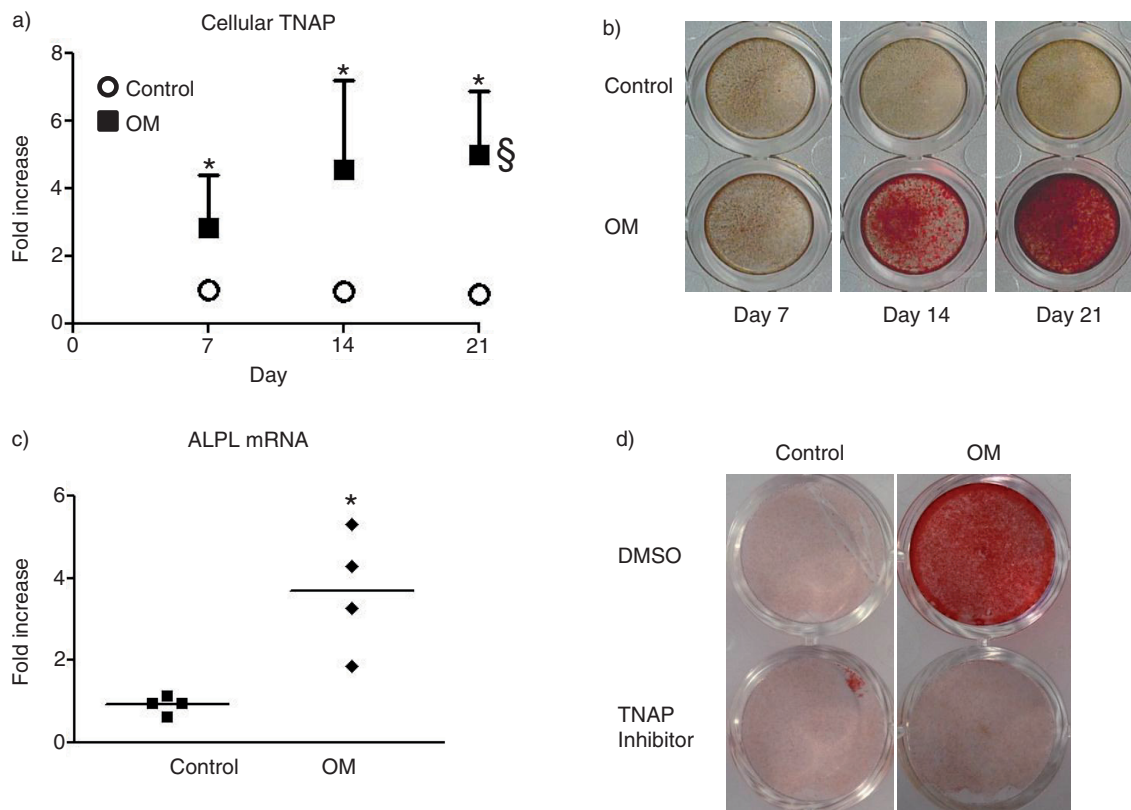 a)
Cellular TNAP
8
6
4
2
0
Fold increase
Control
OM
*
*
*
§
0 7 14 21
Day
b)
Control
OM
Day 7 Day 14 Day 21
c)
ALPL mRNA
6
4
2
0
Fold increase
*
Control OM
d)
Control OM
DMSO
TNAP
Inhibitor